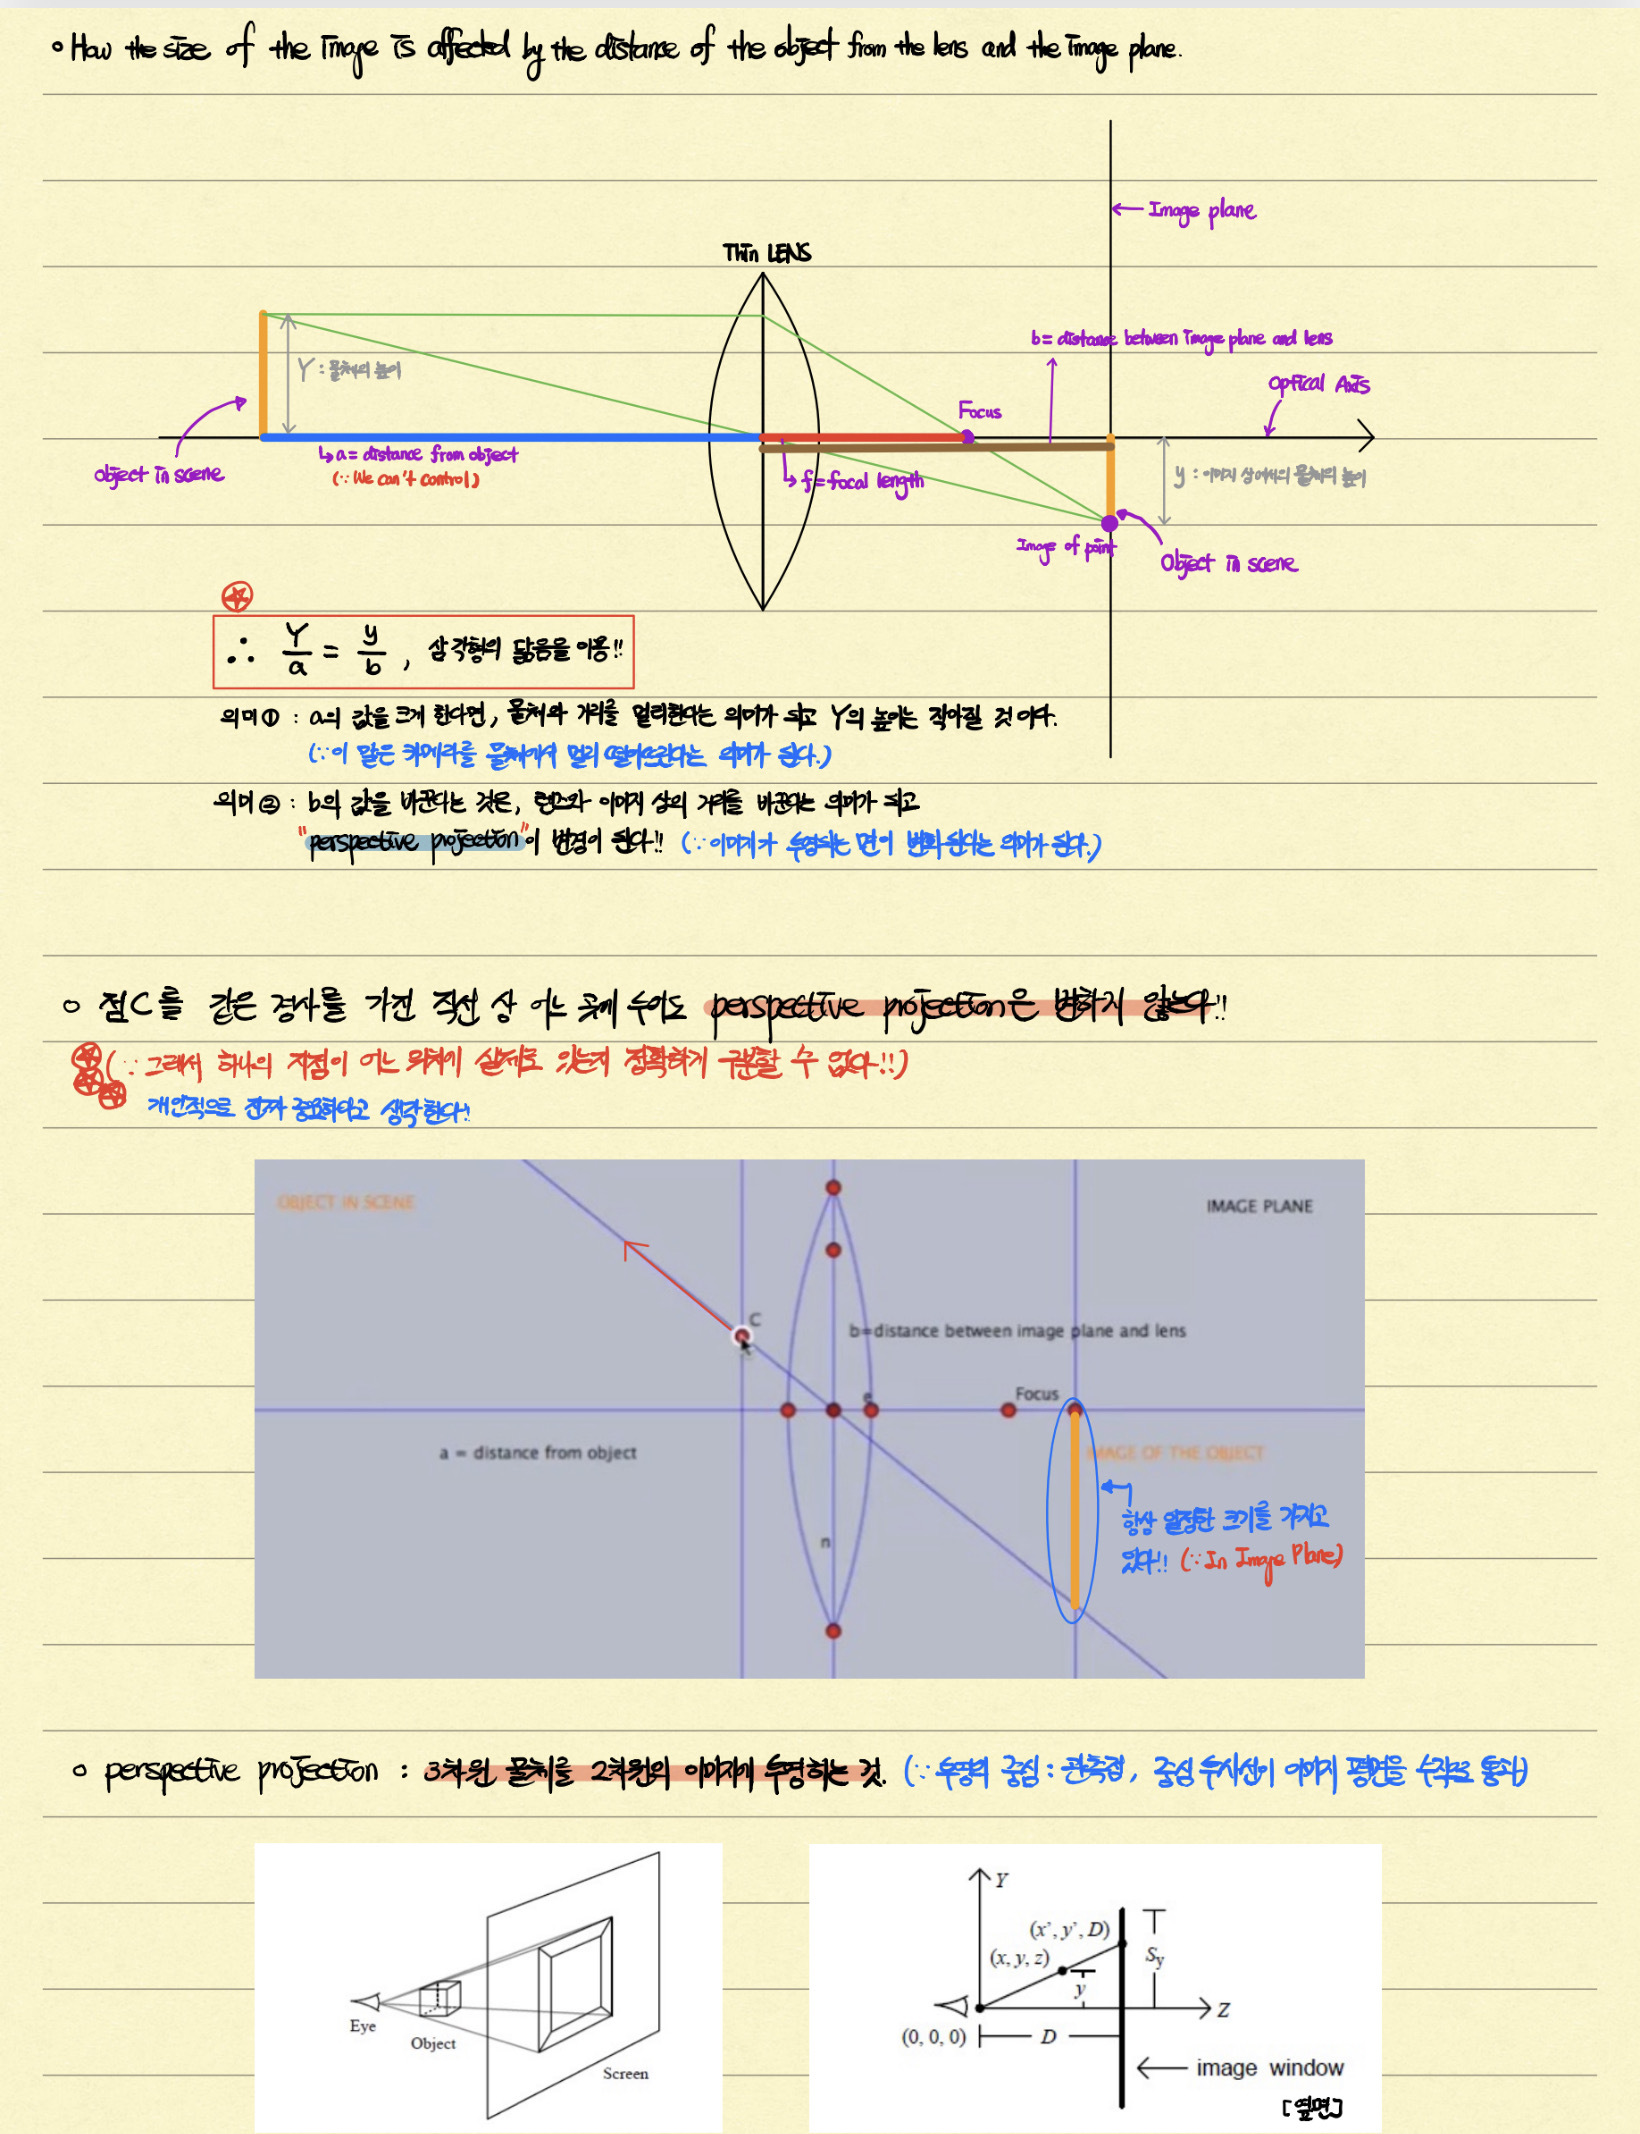 ◦ How the size of the image is affected by the distance of the object from the lens and the image plane.
← Image plane
Thin LENS
b= distance between image plane and lens
Y : 물체의 높이
Optical Axis
Focus
object in scene
↳ a= distance from object
(∵ We can't control)
↳ f=focal length
y : 이미지 상에서의 물체의 높이
Image of point
Object in scene
∴ Y/a = y/b , 삼각형의 닮음을 이용!!
의미① : a의 값을 크게 한다면, 물체와 거리를 멀리한다는 의미가 되고 Y의 높이는 작아질 것이다.
(∵이 말은 카메라를 물체에서 멀리 떨어뜨린다는 의미가 된다.)
의미② : b의 값을 바꾼다는 것은, 렌즈와 이미지 상의 거리를 바꾼다는 의미가 되고
"perspective projection"이 변경이 된다!! (∵이미지가 투영되는 면이 변화된다는 의미가 된다.)
◦ 점C를 같은 경사를 가진 직선 상 어느 곳에 두어도 perspective projection은 변하지 않는다!!
(∵ 그래서 하나의 지점이 어느 위치에 실제로 있는지 정확하게 구분할 수 없다!!)
개인적으로 진짜 중요하다고 생각한다!!
OBJECT IN SCENE
IMAGE PLANE
C
b=distance between image plane and lens
e
Focus
a = distance from object
IMAGE OF THE OBJECT
n
항상 일정한 크기를 가지고
있다!! (∵In Image Plane)
◦ perspective projection : 3차원 물체를 2차원의 이미지에 투영하는 것. (∵ 투영의 중심 : 관측점, 중심 투사선이 이미지 평면을 수직으로 통과)
Eye
Object
Screen
Y
(x', y', D)
(x, y, z)
Sy
y
Z
(0, 0, 0)
D
image window
[옆면]